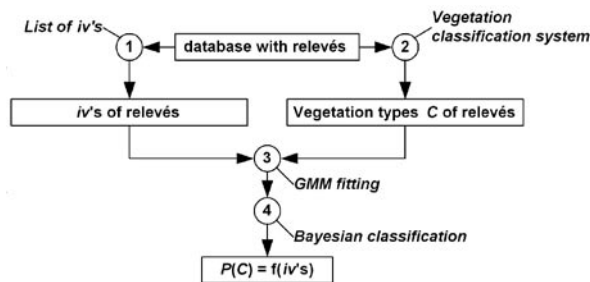 List of iv's
1
database with relevés
2
Vegetation
classification system
iv's of relevés
Vegetation types C of relevés
3
GMM fitting
4
Bayesian classification
P(C) = f(iv's)